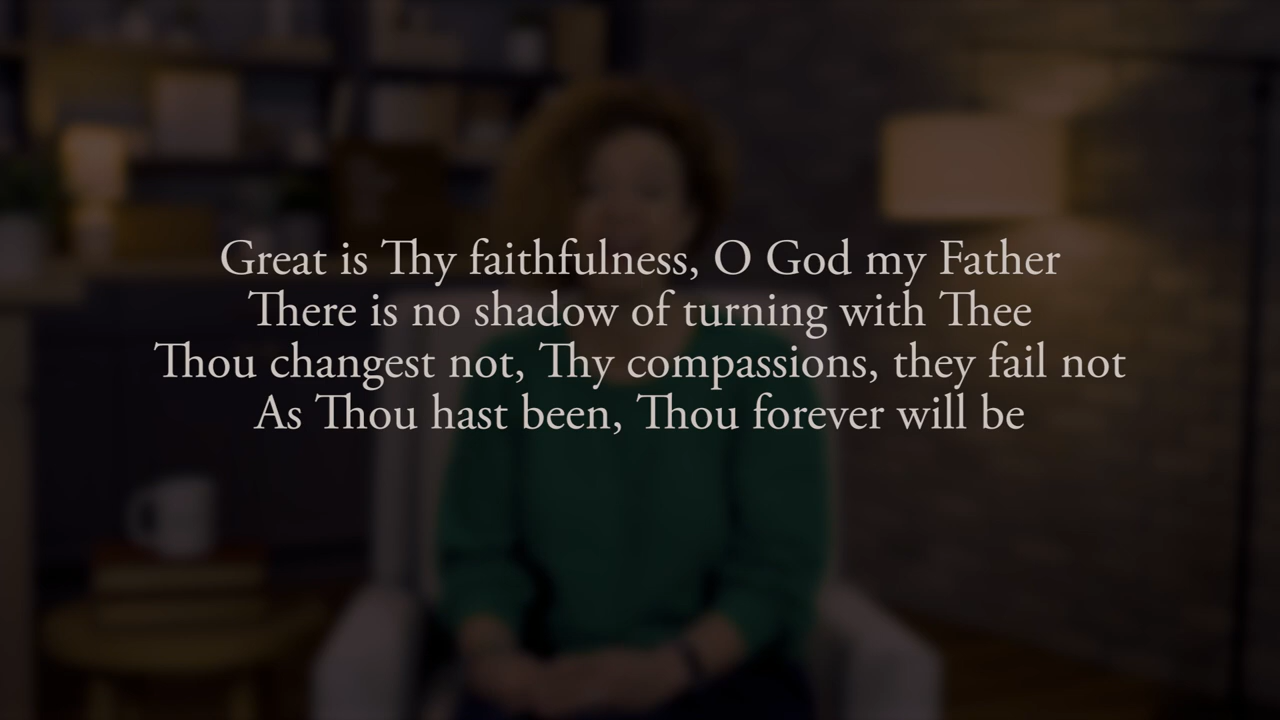 Great is Thy faithfulness, O God my Father
There is no shadow of turning with Thee
Thou changest not, Thy compassions, they fail not
As Thou hast been, Thou forever will be